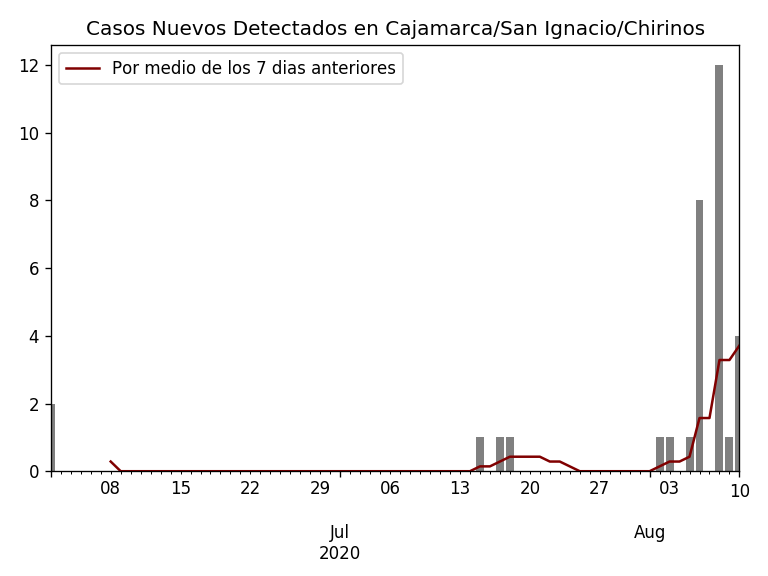 Casos Nuevos Detectados en Cajamarca/San Ignacio/Chirinos
Por medio de los 7 dias anteriores
12
10
8
6
4
2
0
08 15 22 29 06 13 20 27 03 10
Jul Aug
2020